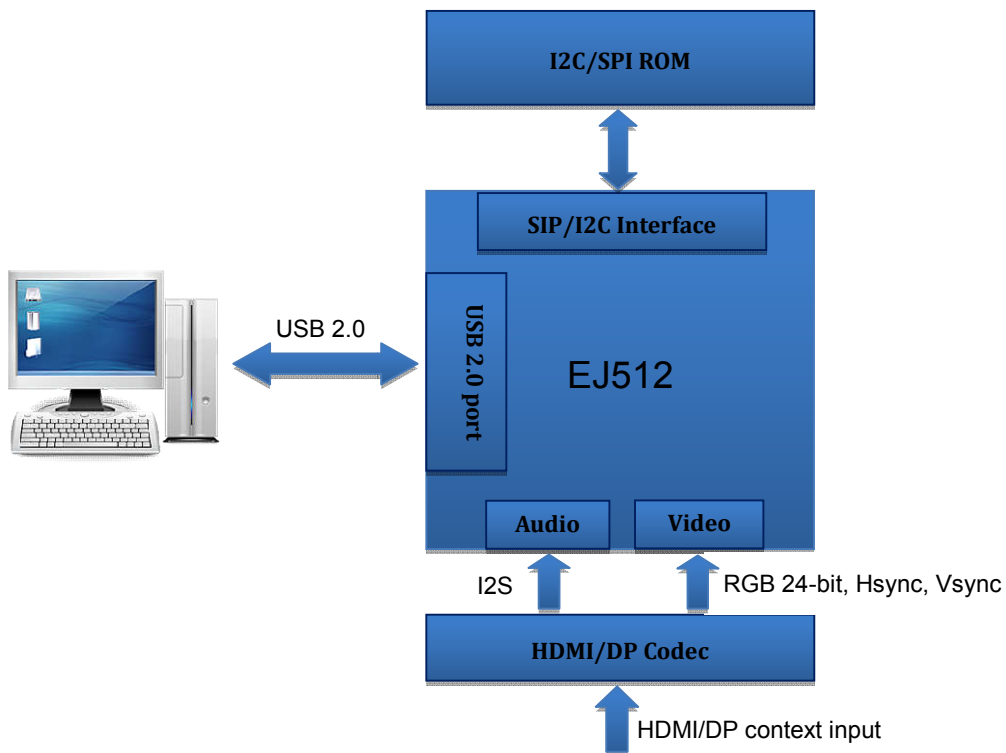 I2C/SPI ROM
SIP/I2C Interface
USB 2.0
USB 2.0 port
EJ512
Audio
Video
I2S
RGB 24-bit, Hsync, Vsync
HDMI/DP Codec
HDMI/DP context input